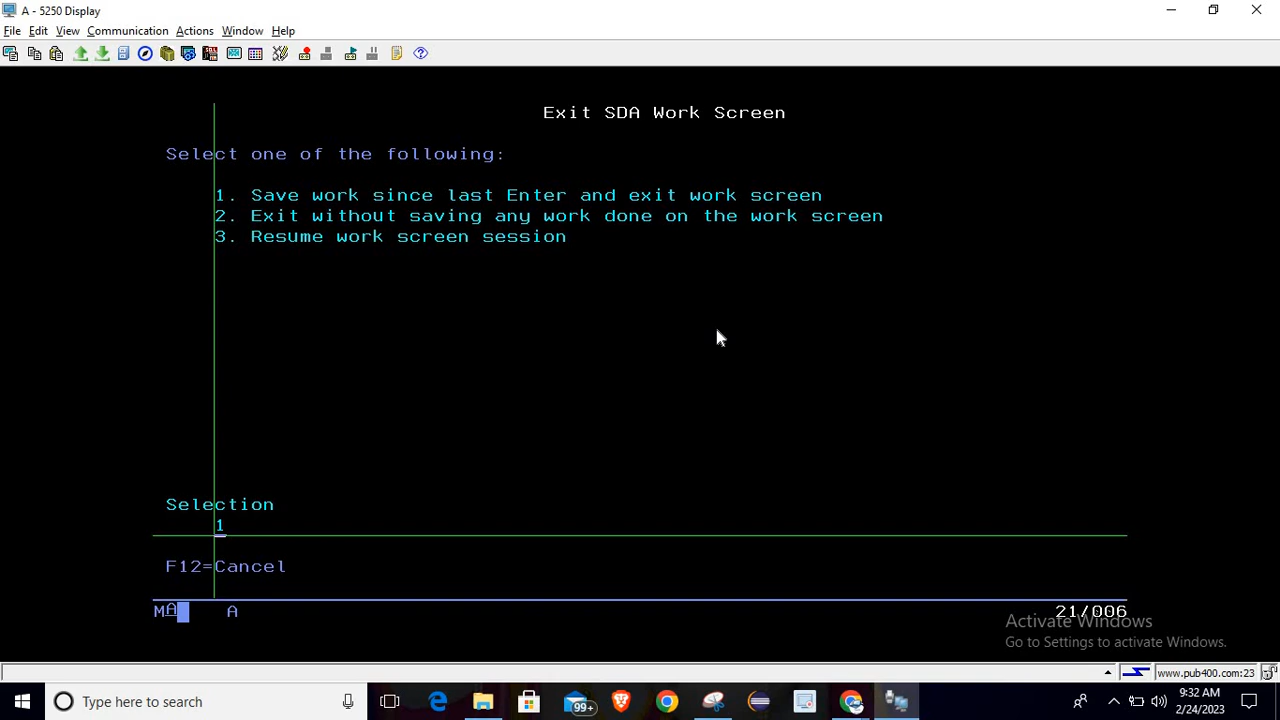 A - 5250 Display
File Edit View Communication Actions Window Help
Exit SDA Work Screen
Select one of the following:
1. Save work since last Enter and exit work screen
2. Exit without saving any work done on the work screen
3. Resume work screen session
Selection
1
F12=Cancel
MA A 21/006
Activate Windows
Go to Settings to activate Windows.
www.pub400.com:23
Type here to search
99+
9:32 AM
2/24/2023